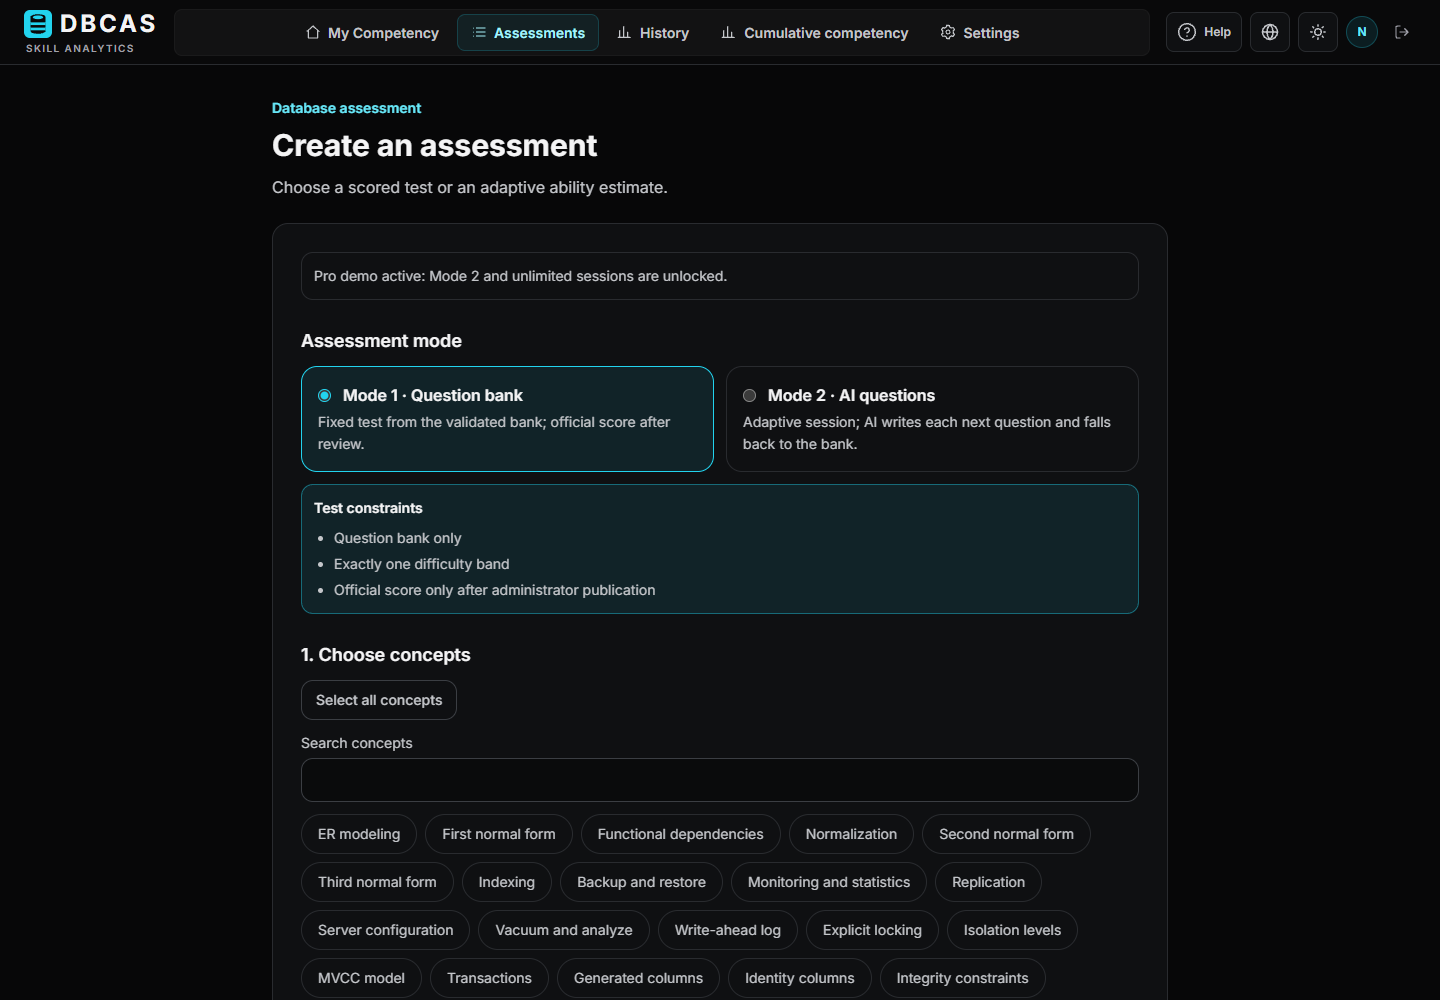 DBCAS
SKILL ANALYTICS
My Competency
Assessments
History
Cumulative competency
Settings
Help
N
Database assessment
Create an assessment
Choose a scored test or an adaptive ability estimate.
Pro demo active: Mode 2 and unlimited sessions are unlocked.
Assessment mode
Mode 1 · Question bank
Fixed test from the validated bank; official score after
review.
Mode 2 · AI questions
Adaptive session; AI writes each next question and falls
back to the bank.
Test constraints
• Question bank only
• Exactly one difficulty band
• Official score only after administrator publication
1. Choose concepts
Select all concepts
Search concepts
ER modeling
First normal form
Functional dependencies
Normalization
Second normal form
Third normal form
Indexing
Backup and restore
Monitoring and statistics
Replication
Server configuration
Vacuum and analyze
Write-ahead log
Explicit locking
Isolation levels
MVCC model
Transactions
Generated columns
Identity columns
Integrity constraints